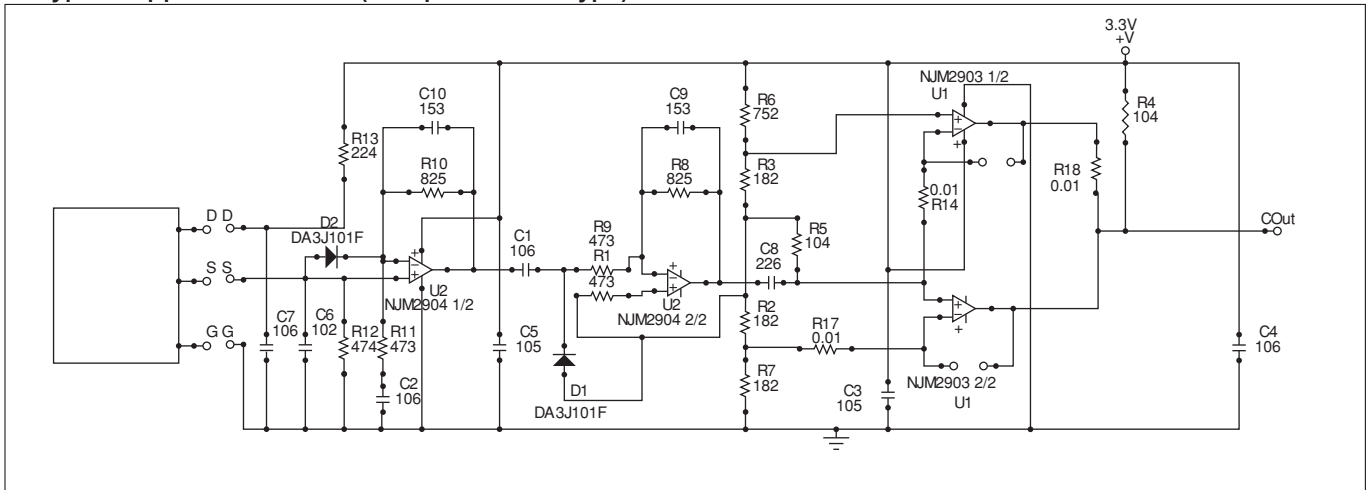 3.3V
+V
NJM2903 1/2
U1
C10
153
C9
153
R6
752
R4
104
R13
224
R10
825
R8
825
R3
182
R18
0.01
0.01
R14
D D
D2
DA3J101F
C1
106
R9
473
R1
473
R5
104
C8
226
COut
S S
U2
NJM2904 1/2
U2
NJM2904 2/2
G G
C7
106
C6
102
R12
474
R11
473
C5
105
R2
182
R17
0.01
C4
106
C2
106
D1
DA3J101F
R7
182
C3
105
NJM2903 2/2
U1